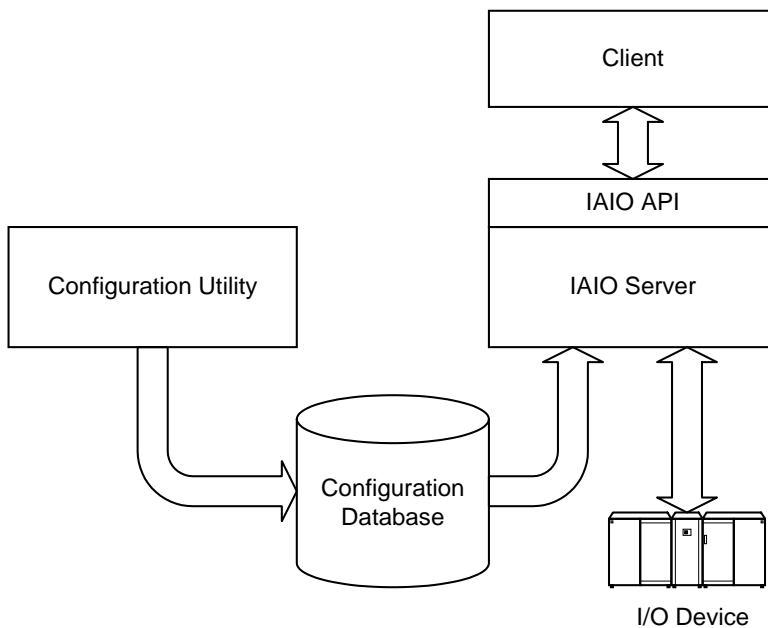 Client
IAIO API
Configuration Utility
IAIO Server
Configuration
Database
I/O Device